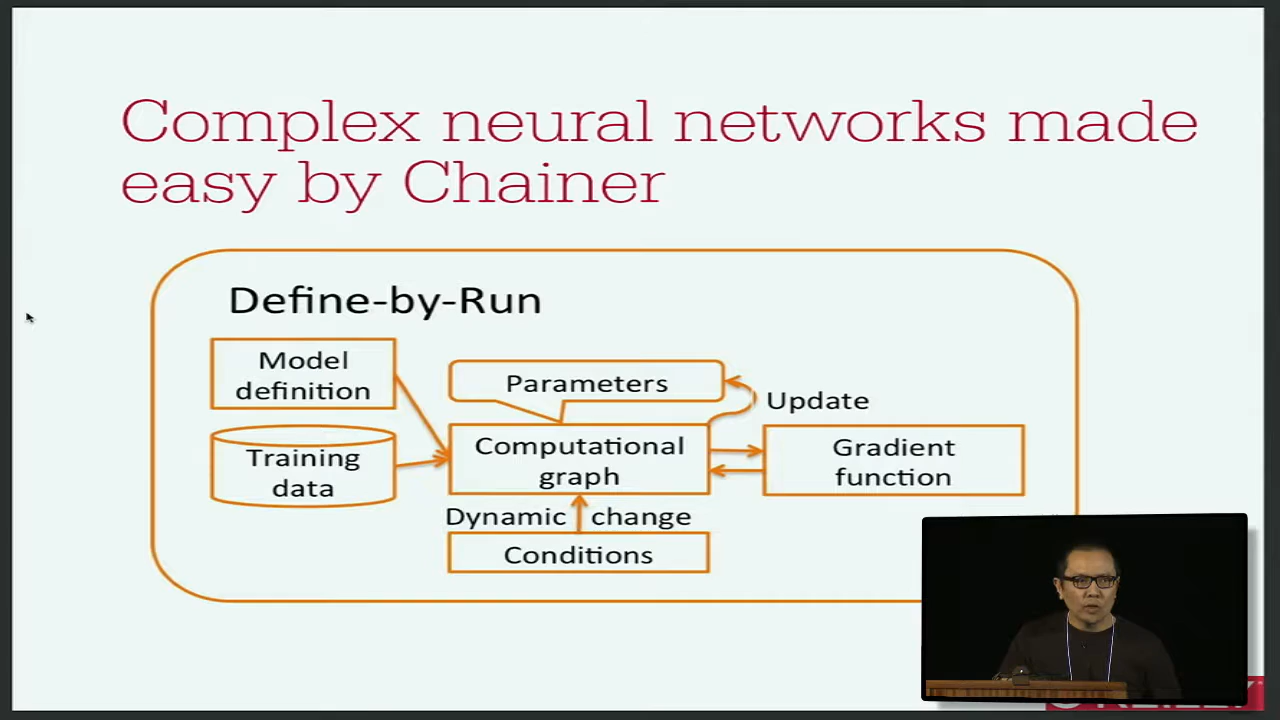 Complex neural networks made
easy by Chainer
Define-by-Run
Model
definition
Parameters
Update
Training
data
Computational
graph
Gradient
function
Dynamic change
Conditions